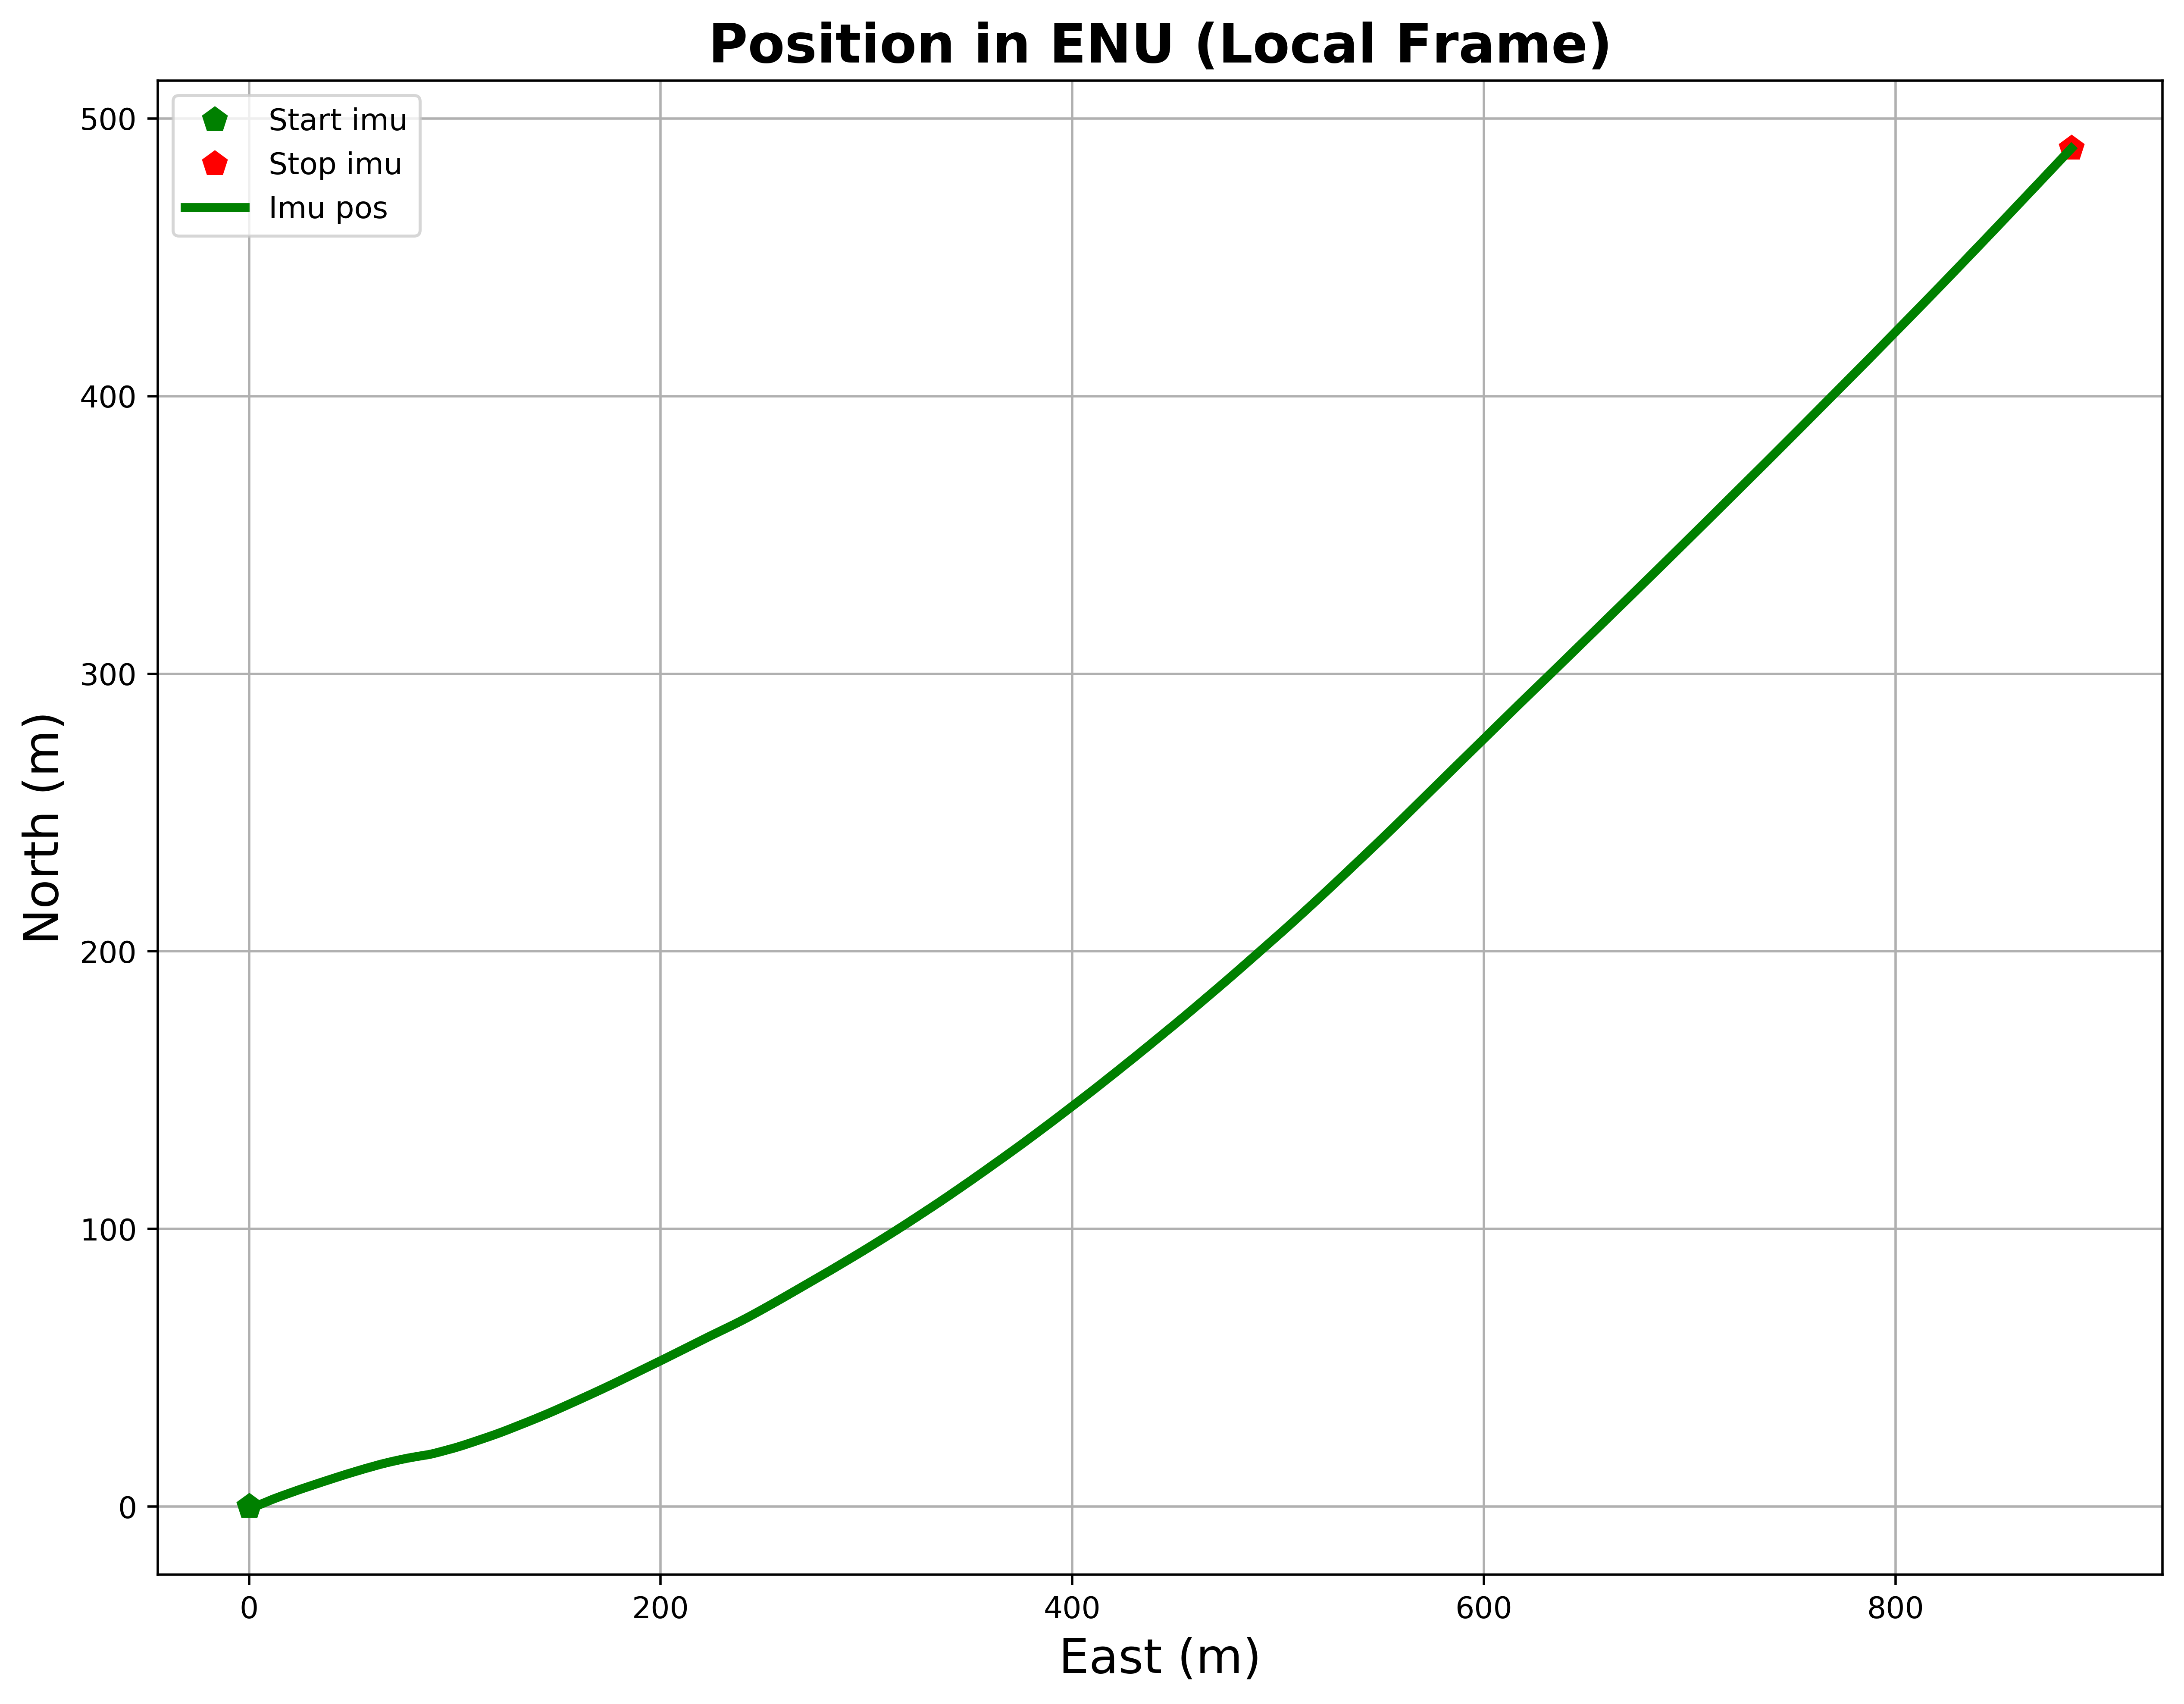 Position in ENU (Local Frame)
Start imu
Stop imu
Imu pos
500
400
300
200
100
0
North (m)
0 200 400 600 800
East (m)